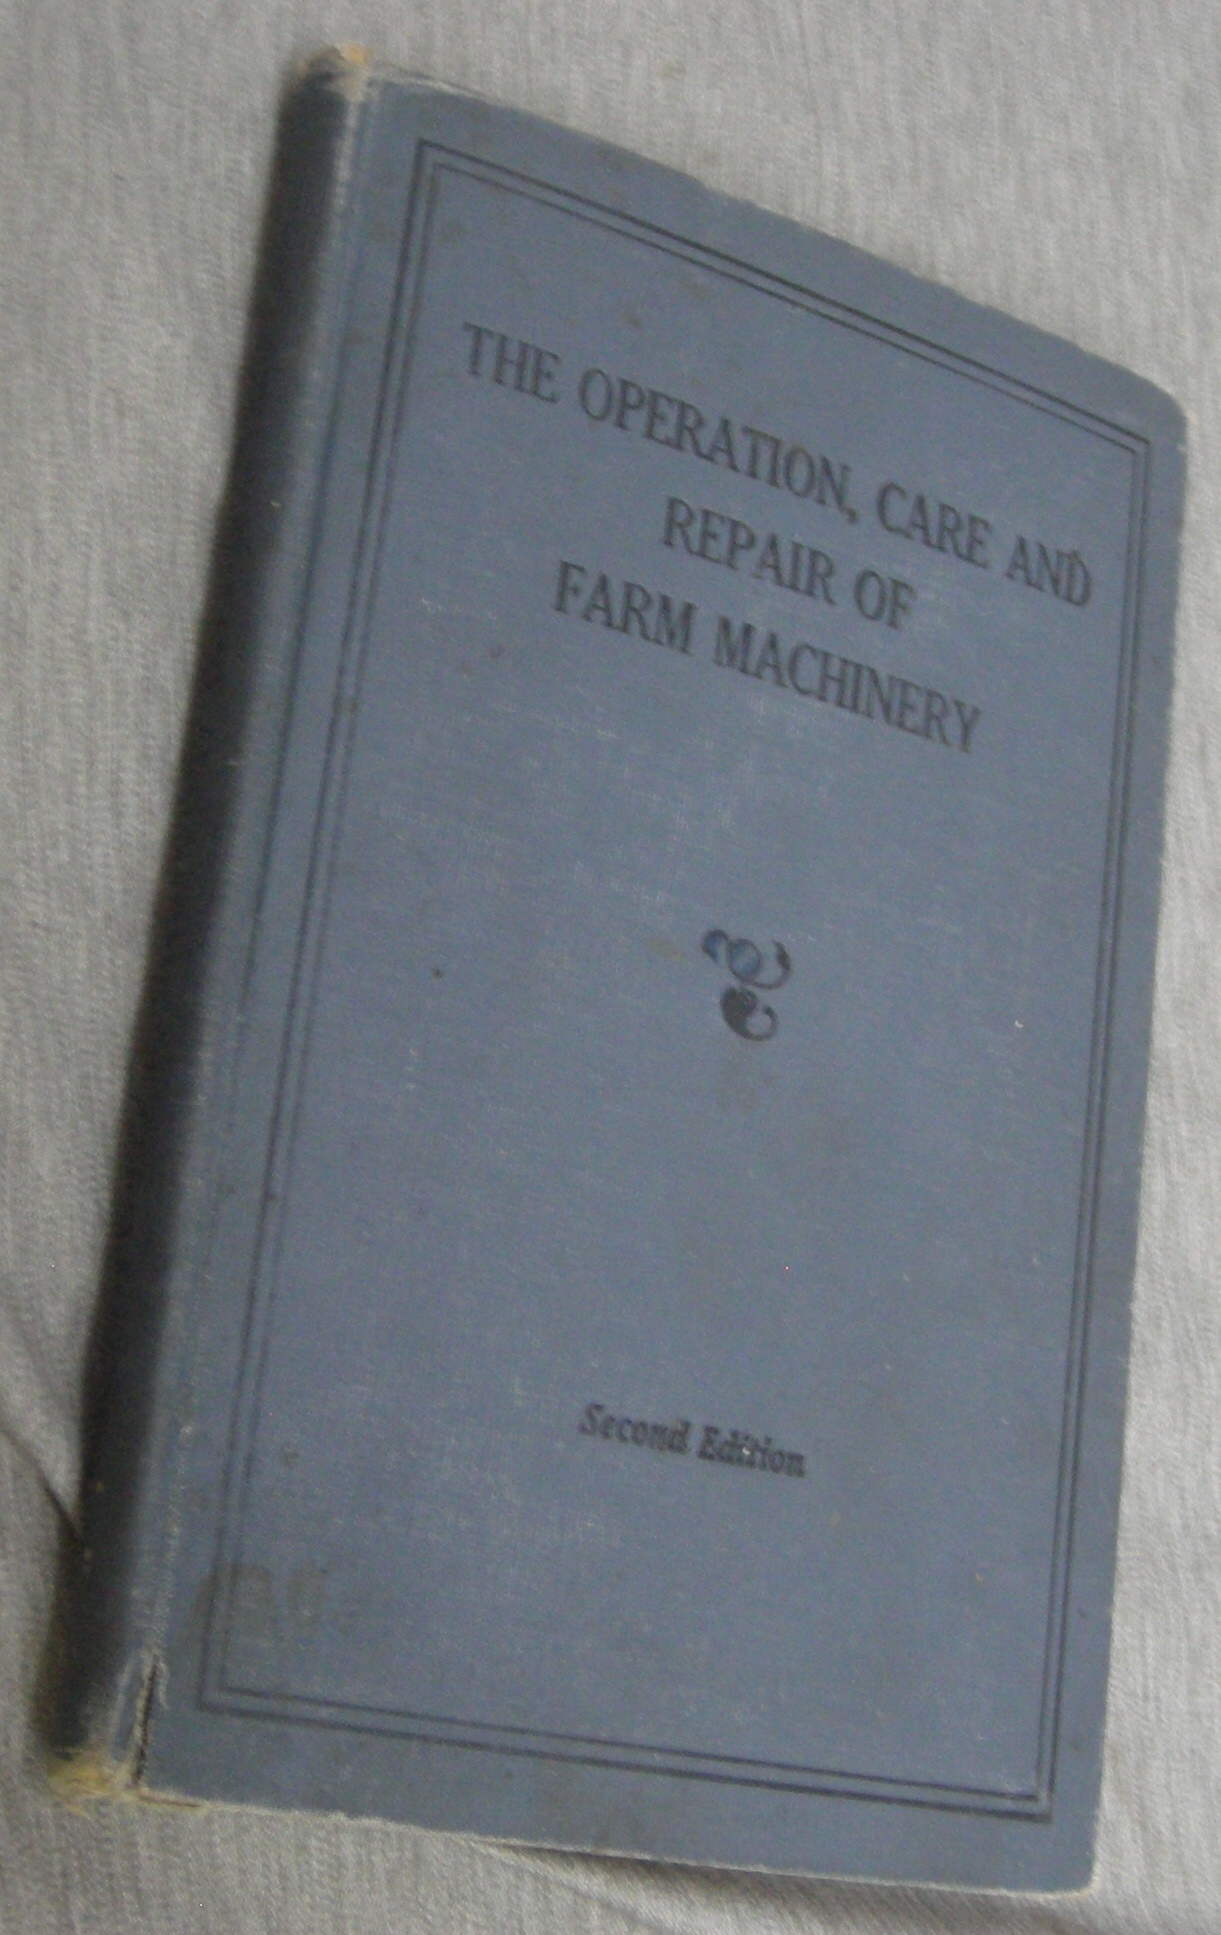 THE OPERATION, CARE AND
REPAIR OF
FARM MACHINERY
Second Edition